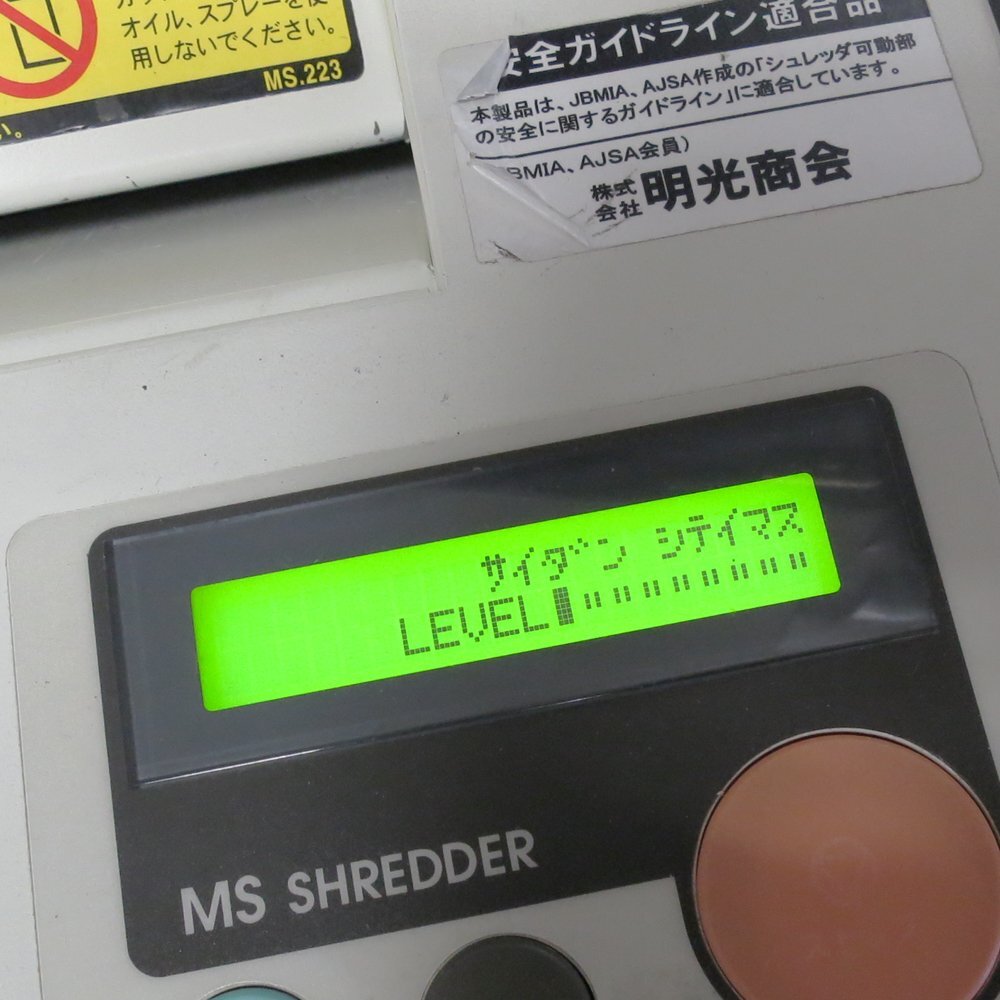 オイル、スプレーを使
用しないでください。
MS.223
い。
安全ガイドライン適合品
本製品は、JBMIA、AJSA作成の「シュレッダ可動部
の安全に関するガイドライン」に適合しています。
BMIA、AJSA会員)
株式
会社 明光商会
サイダン シテイマス
LEVEL
MS SHREDDER